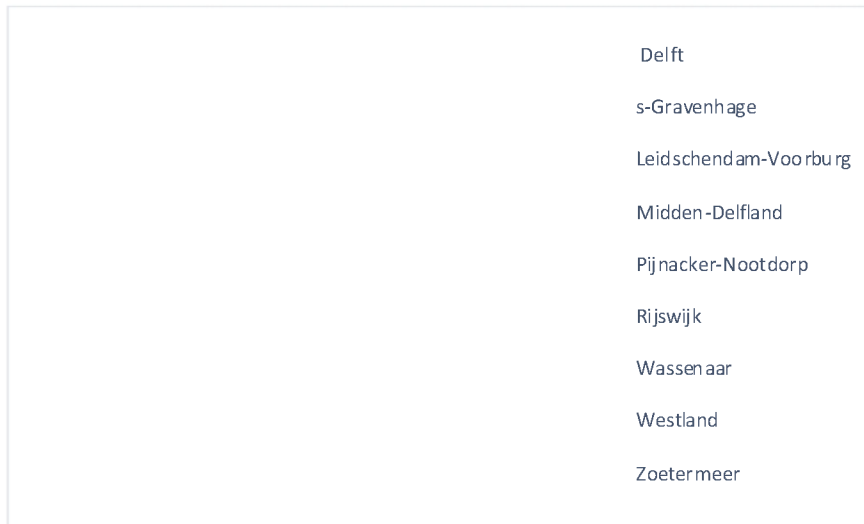 Delft
s-Gravenhage
Leidschendam-Voorburg
Midden-Delfland
Pijnacker-Nootdorp
Rijswijk
Wassenaar
Westland
Zoetermeer